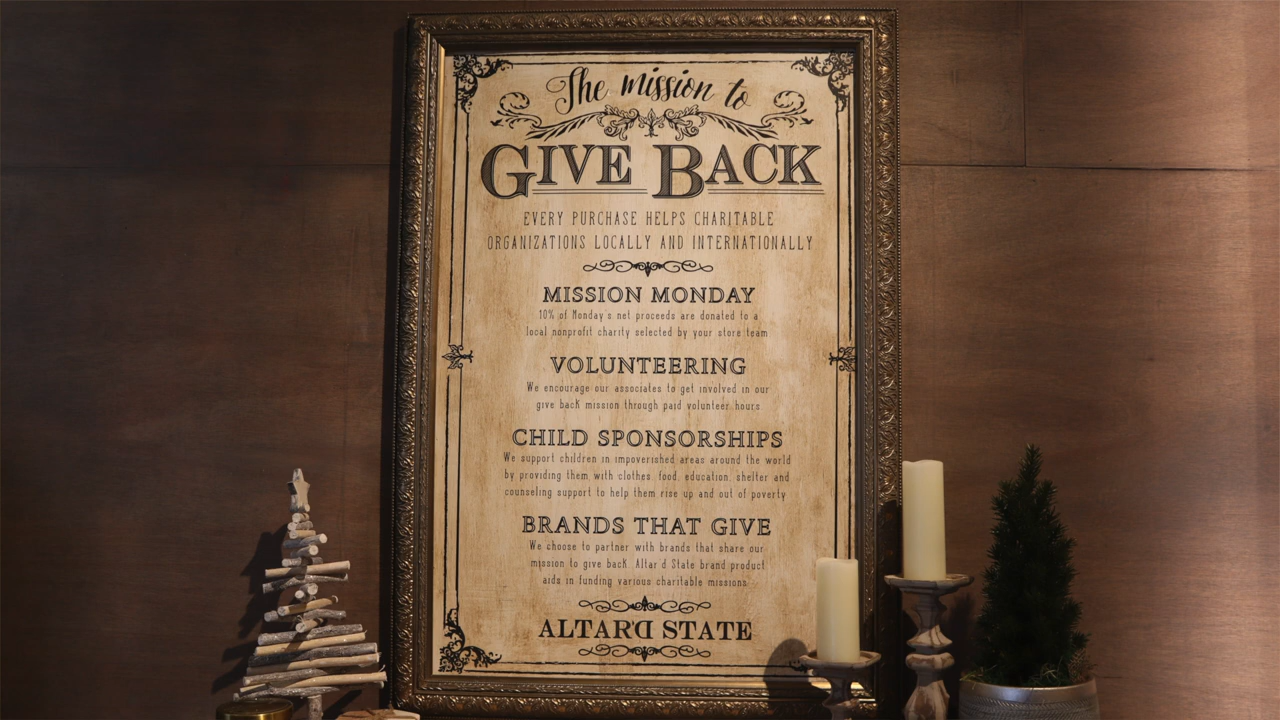 The mission to
GIVE BACK
EVERY PURCHASE HELPS CHARITABLE
ORGANIZATIONS LOCALLY AND INTERNATIONALLY
MISSION MONDAY
10% of Monday's net proceeds are donated to a
local nonprofit charity selected by your store team
VOLUNTEERING
We encourage our associates to get involved in our
give back mission through paid volunteer hours
CHILD SPONSORSHIPS
We support children in impoverished areas around the world
by providing them with clothes, food, education, shelter and
counseling support to help them rise up and out of poverty
BRANDS THAT GIVE
We choose to partner with brands that share our
mission to give back. Altar'd State brand product
aids in funding various charitable missions.
ALTAR'D STATE